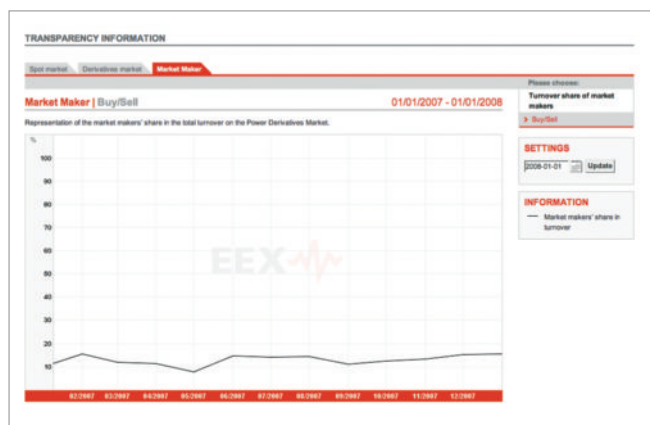 TRANSPARENCY INFORMATION
Spot market Derivatives market Market Maker
Please choose:
Market Maker | Buy/Sell 01/01/2007 - 01/01/2008
Turnover share of market
makers
> Buy/Sell
Representation of the market makers' share in the total turnover on the Power Derivatives Market.
SETTINGS
2008-01-01 Update
INFORMATION
Market makers' share in
turnover
%
100
90
80
70
60
50
40
30
20
10
EEX
02/2007 03/2007 04/2007 05/2007 06/2007 07/2007 08/2007 09/2007 10/2007 11/2007 12/2007